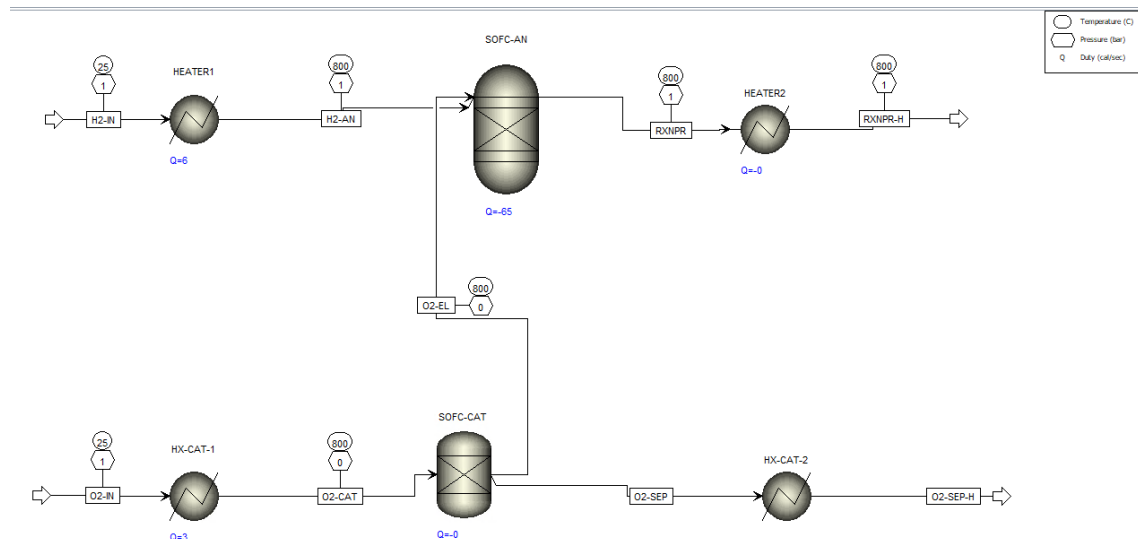 Temperature (C)
Pressure (bar)
Q Duty (cal/sec)
SOFC-AN
25
1
HEATER1
800
1
800
1
800
1
HEATER2
H2-IN
H2-AN
RXNPR
RXNPR-H
Q=6
Q=-0
Q=-65
O2-EL
800
0
SOFC-CAT
25
1
HX-CAT-1
800
0
HX-CAT-2
O2-IN
O2-CAT
O2-SEP
O2-SEP-H
Q=3
Q=-0